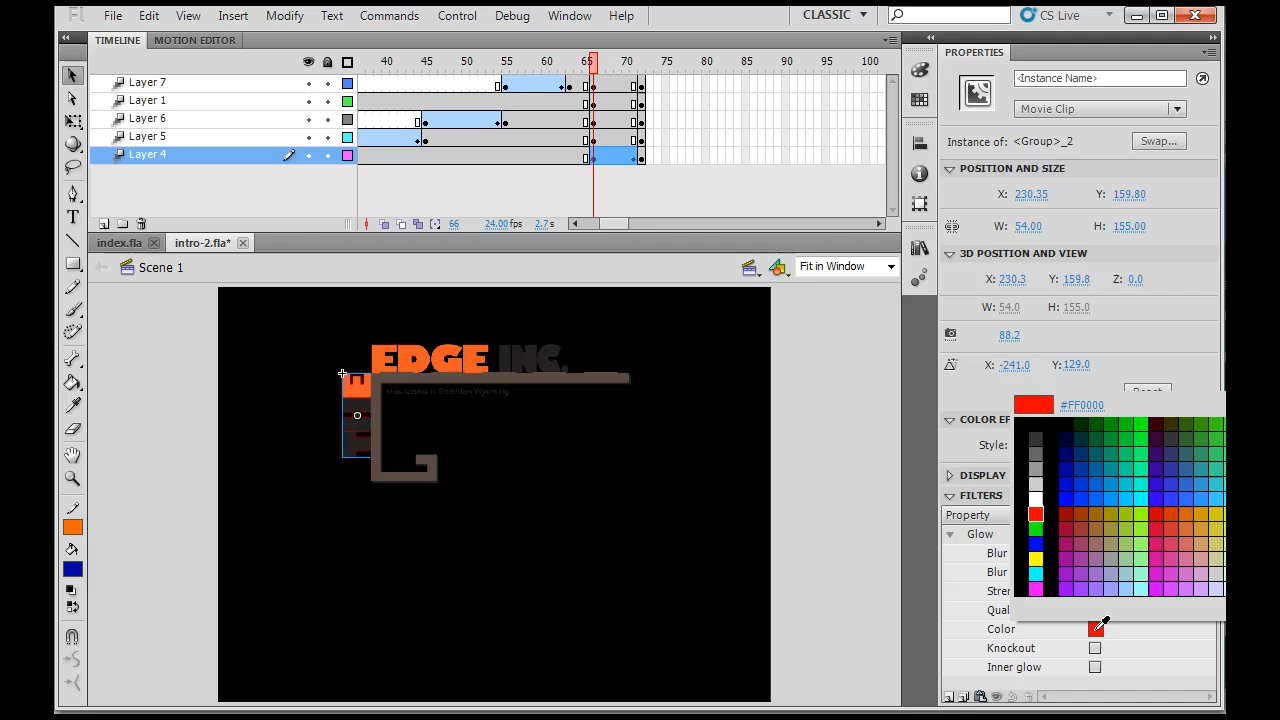 Fl File Edit View Insert Modify Text Commands Control Debug Window Help CLASSIC CS Live
TIMELINE MOTION EDITOR
40 45 50 55 60 65 70 75 80 85 90 95 100
Layer 7
Layer 1
Layer 6
Layer 5
Layer 4
66 24.00 fps 2.7 s
index.fla intro-2.fla*
Scene 1 Fit in Window
EDGE INC.
PROPERTIES
<Instance Name>
Movie Clip
Instance of: <Group>_2 Swap...
POSITION AND SIZE
X: 230.35 Y: 159.80
W: 54.00 H: 155.00
3D POSITION AND VIEW
X: 230.3 Y: 159.8 Z: 0.0
W: 54.0 H: 155.0
88.2
X: -241.0 Y: 129.0
Reset
#FF0000
COLOR EF
Style:
DISPLAY
FILTERS
Property
Glow
Blur
Blur
Stren
Qual
Color
Knockout
Inner glow